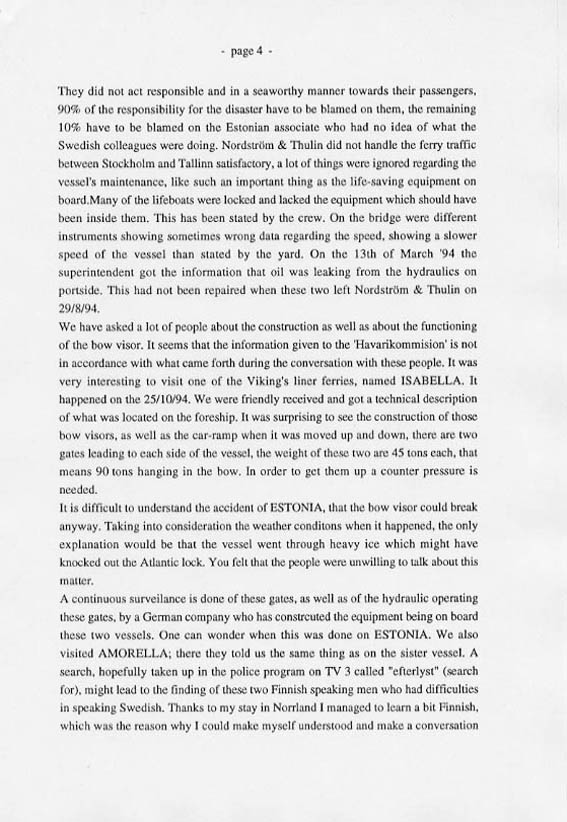 - page 4 -
They did not act responsible and in a seaworthy manner towards their passengers,
90% of the responsibility for the disaster have to be blamed on them, the remaining
10% have to be blamed on the Estonian associate who had no idea of what the
Swedish colleagues were doing. Nordström & Thulin did not handle the ferry traffic
between Stockholm and Tallinn satisfactory, a lot of things were ignored regarding the
vessel's maintenance, like such an important thing as the life-saving equipment on
board.Many of the lifeboats were locked and lacked the equipment which should have
been inside them. This has been stated by the crew. On the bridge were different
instruments showing sometimes wrong data regarding the speed, showing a slower
speed of the vessel than stated by the yard. On the 13th of March '94 the
superintendent got the information that oil was leaking from the hydraulics on
portside. This had not been repaired when these two left Nordström & Thulin on
29/8/94.
We have asked a lot of people about the construction as well as about the functioning
of the bow visor. It seems that the information given to the 'Havarikommision' is not
in accordance with what came forth during the conversation with these people. It was
very interesting to visit one of the Viking's liner ferries, named ISABELLA. It
happened on the 25/10/94. We were friendly received and got a technical description
of what was located on the foreship. It was surprising to see the construction of those
bow visors, as well as the car-ramp when it was moved up and down, there are two
gates leading to each side of the vessel, the weight of these two are 45 tons each, that
means 90 tons hanging in the bow. In order to get them up a counter pressure is
needed.
It is difficult to understand the accident of ESTONIA, that the bow visor could break
anyway. Taking into consideration the weather conditons when it happened, the only
explanation would be that the vessel went through heavy ice which might have
knocked out the Atlantic lock. You felt that the people were unwilling to talk about this
matter.
A continuous surveilance is done of these gates, as well as of the hydraulic operating
these gates, by a German company who has constrcuted the equipment being on board
these two vessels. One can wonder when this was done on ESTONIA. We also
visited AMORELLA; there they told us the same thing as on the sister vessel. A
search, hopefully taken up in the police program on TV 3 called "efterlyst" (search
for), might lead to the finding of these two Finnish speaking men who had difficulties
in speaking Swedish. Thanks to my stay in Norrland I managed to learn a bit Finnish,
which was the reason why I could make myself understood and make a conversation